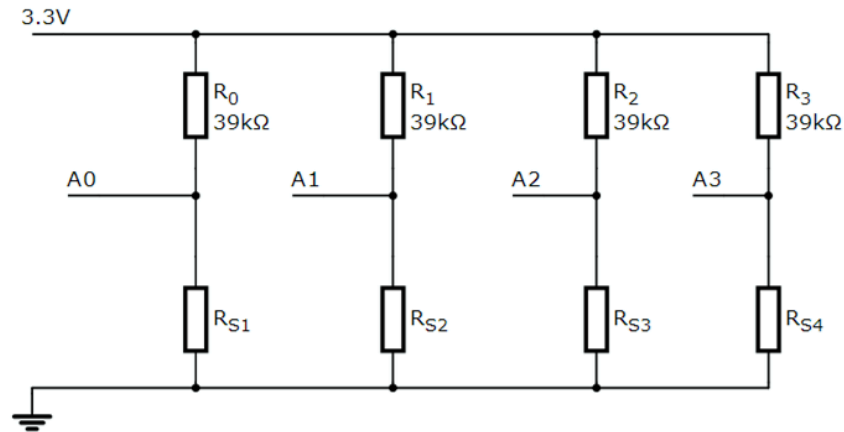 3.3V
R0
39kΩ
R1
39kΩ
R2
39kΩ
R3
39kΩ
A0
A1
A2
A3
RS1
RS2
RS3
RS4